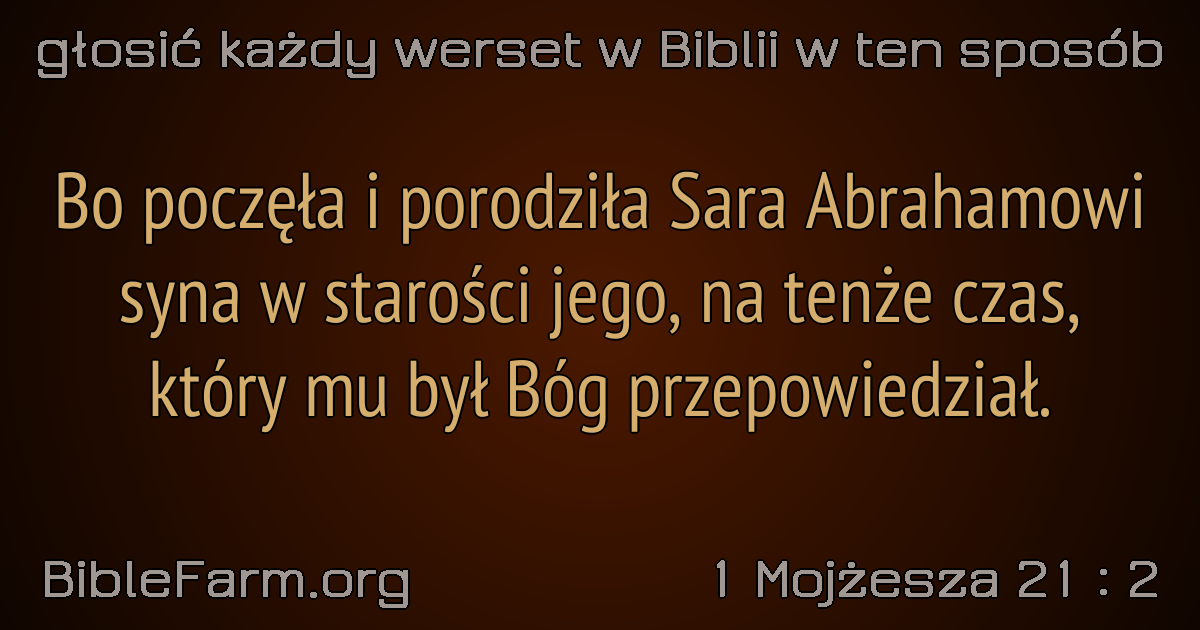 głosić każdy werset w Biblii w ten sposób
Bo poczęła i porodziła Sara Abrahamowi
syna w starości jego, na tenże czas,
który mu był Bóg przepowiedział.
BibleFarm.org
1 Mojżesza 21 : 2